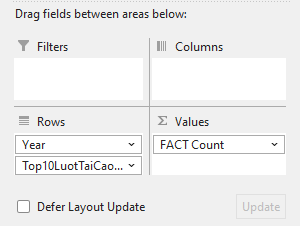 Drag fields between areas below:
Filters
Columns
Rows
Values
Year
FACT Count
Top10LuotTaiCao...
Defer Layout Update
Update